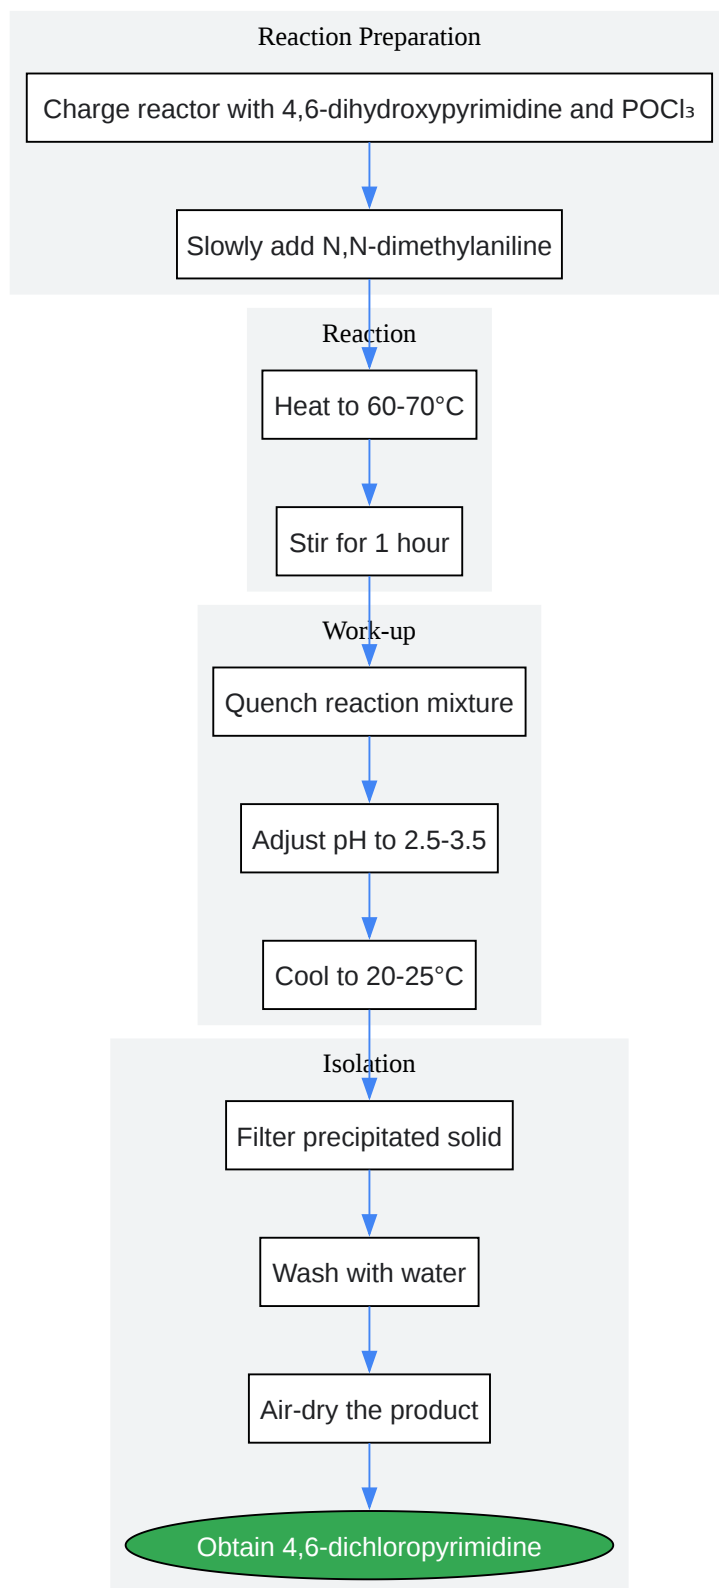 Reaction Preparation
Charge reactor with 4,6-dihydroxypyrimidine and POCl₃
Slowly add N,N-dimethylaniline
Reaction
Heat to 60-70°C
Stir for 1 hour
Work-up
Quench reaction mixture
Adjust pH to 2.5-3.5
Cool to 20-25°C
Isolation
Filter precipitated solid
Wash with water
Air-dry the product
Obtain 4,6-dichloropyrimidine